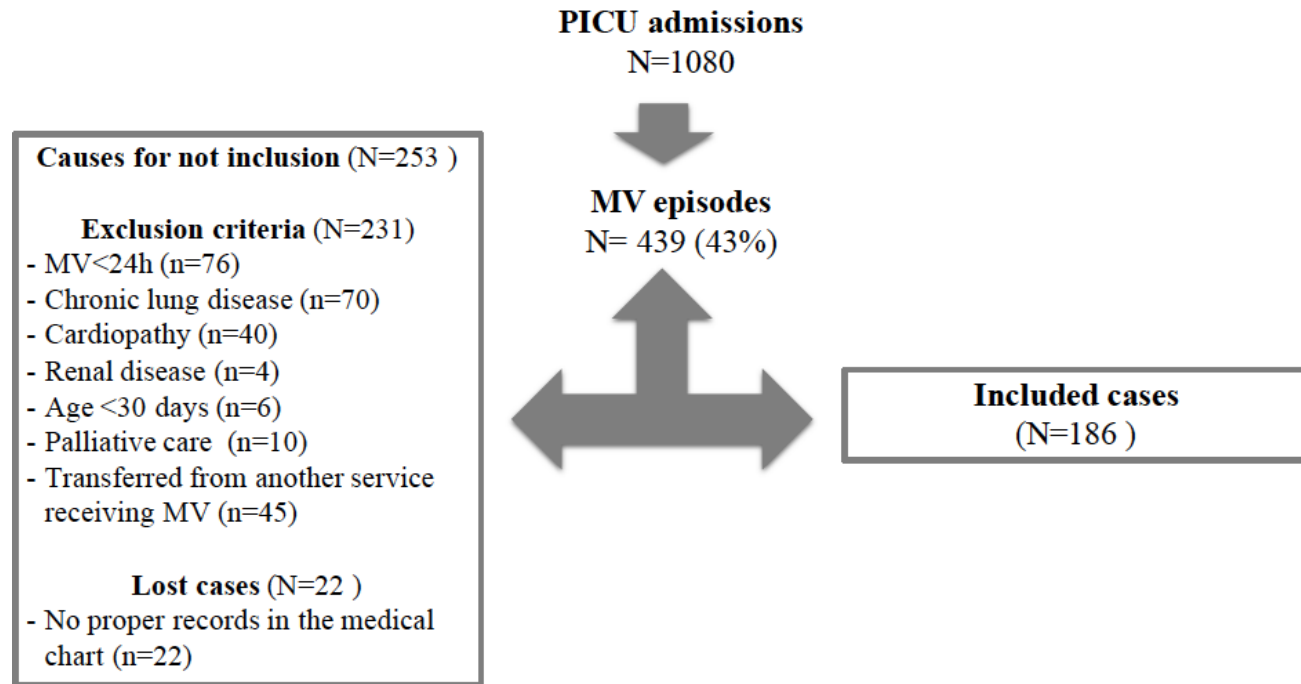 PICU admissions
N=1080
Causes for not inclusion (N=253 )
Exclusion criteria (N=231)
- MV<24h (n=76)
- Chronic lung disease (n=70)
- Cardiopathy (n=40)
- Renal disease (n=4)
- Age <30 days (n=6)
- Palliative care (n=10)
- Transferred from another service
receiving MV (n=45)
Lost cases (N=22 )
- No proper records in the medical
chart (n=22)
MV episodes
N= 439 (43%)
Included cases
(N=186 )